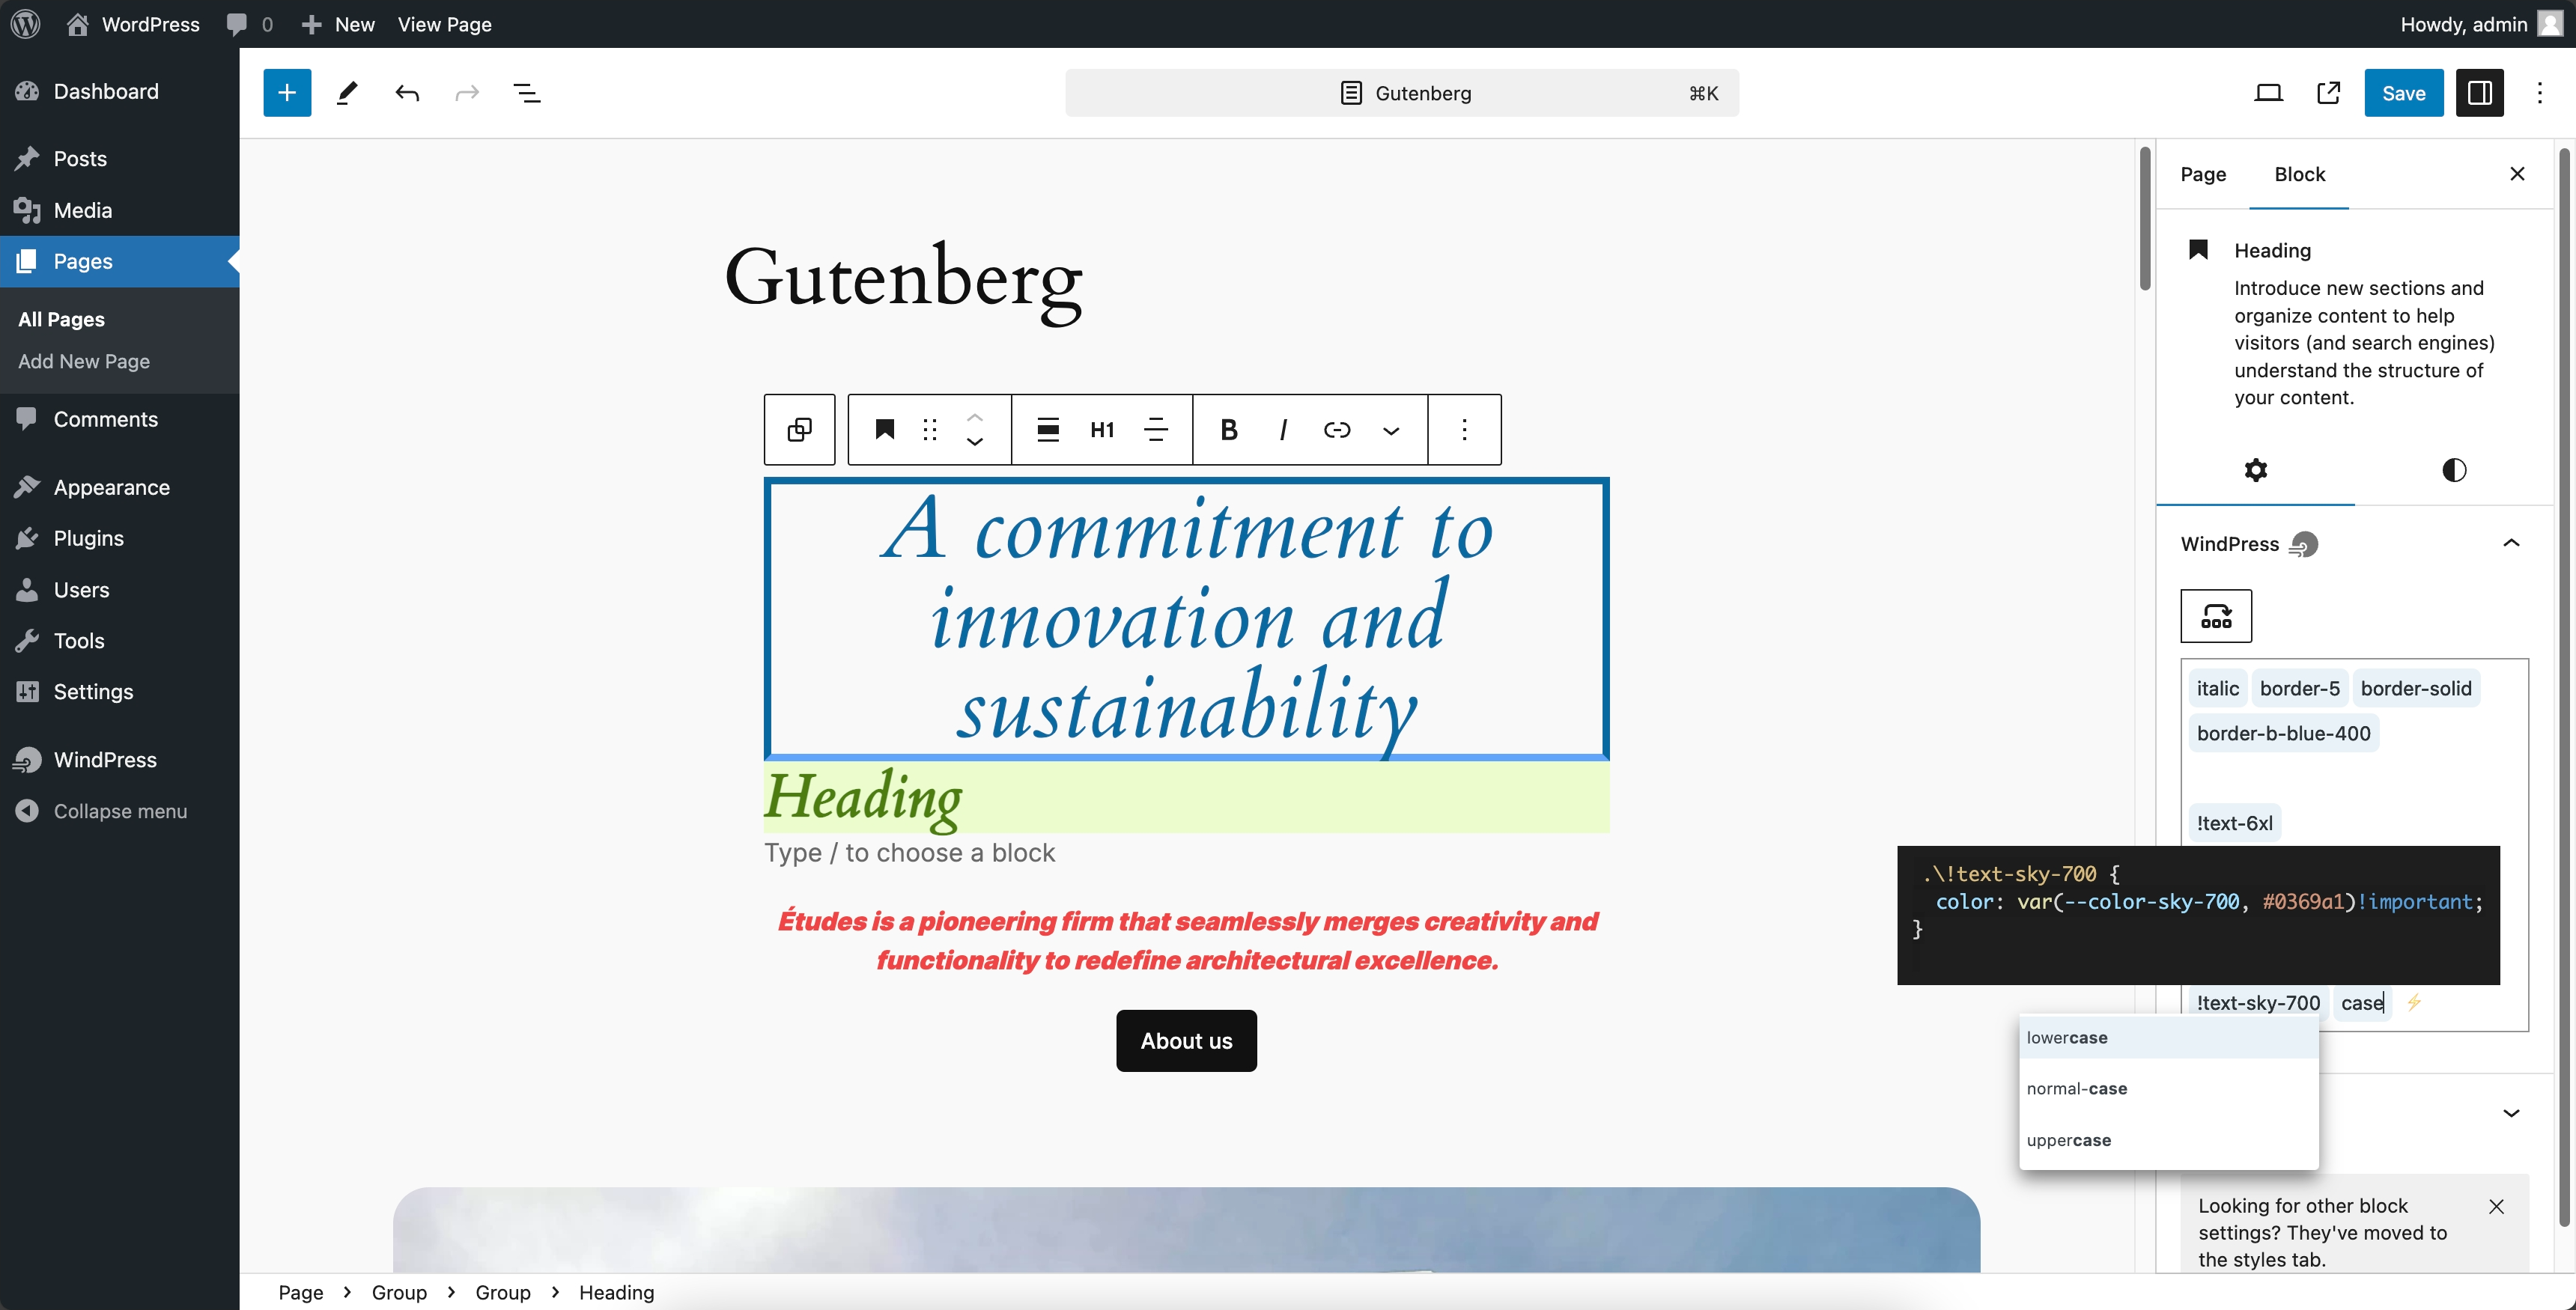 WordPress
0
New
View Page
Howdy, admin
Dashboard
Posts
Media
Pages
All Pages
Add New Page
Comments
Appearance
Plugins
Users
Tools
Settings
WindPress
Collapse menu
Gutenberg
⌘K
Save
Gutenberg
H1
B
I
A commitment to
innovation and
sustainability
Heading
Type / to choose a block
Études is a pioneering firm that seamlessly merges creativity and
functionality to redefine architectural excellence.
About us
Page
Block
Heading
Introduce new sections and
organize content to help
visitors (and search engines)
understand the structure of
your content.
WindPress
italic border-5 border-solid
border-b-blue-400
!text-6xl
.\!text-sky-700 {
color: var(--color-sky-700, #0369a1)!important;
}
!text-sky-700 case
lowercase
normal-case
uppercase
Looking for other block
settings? They've moved to
the styles tab.
Page > Group > Group > Heading